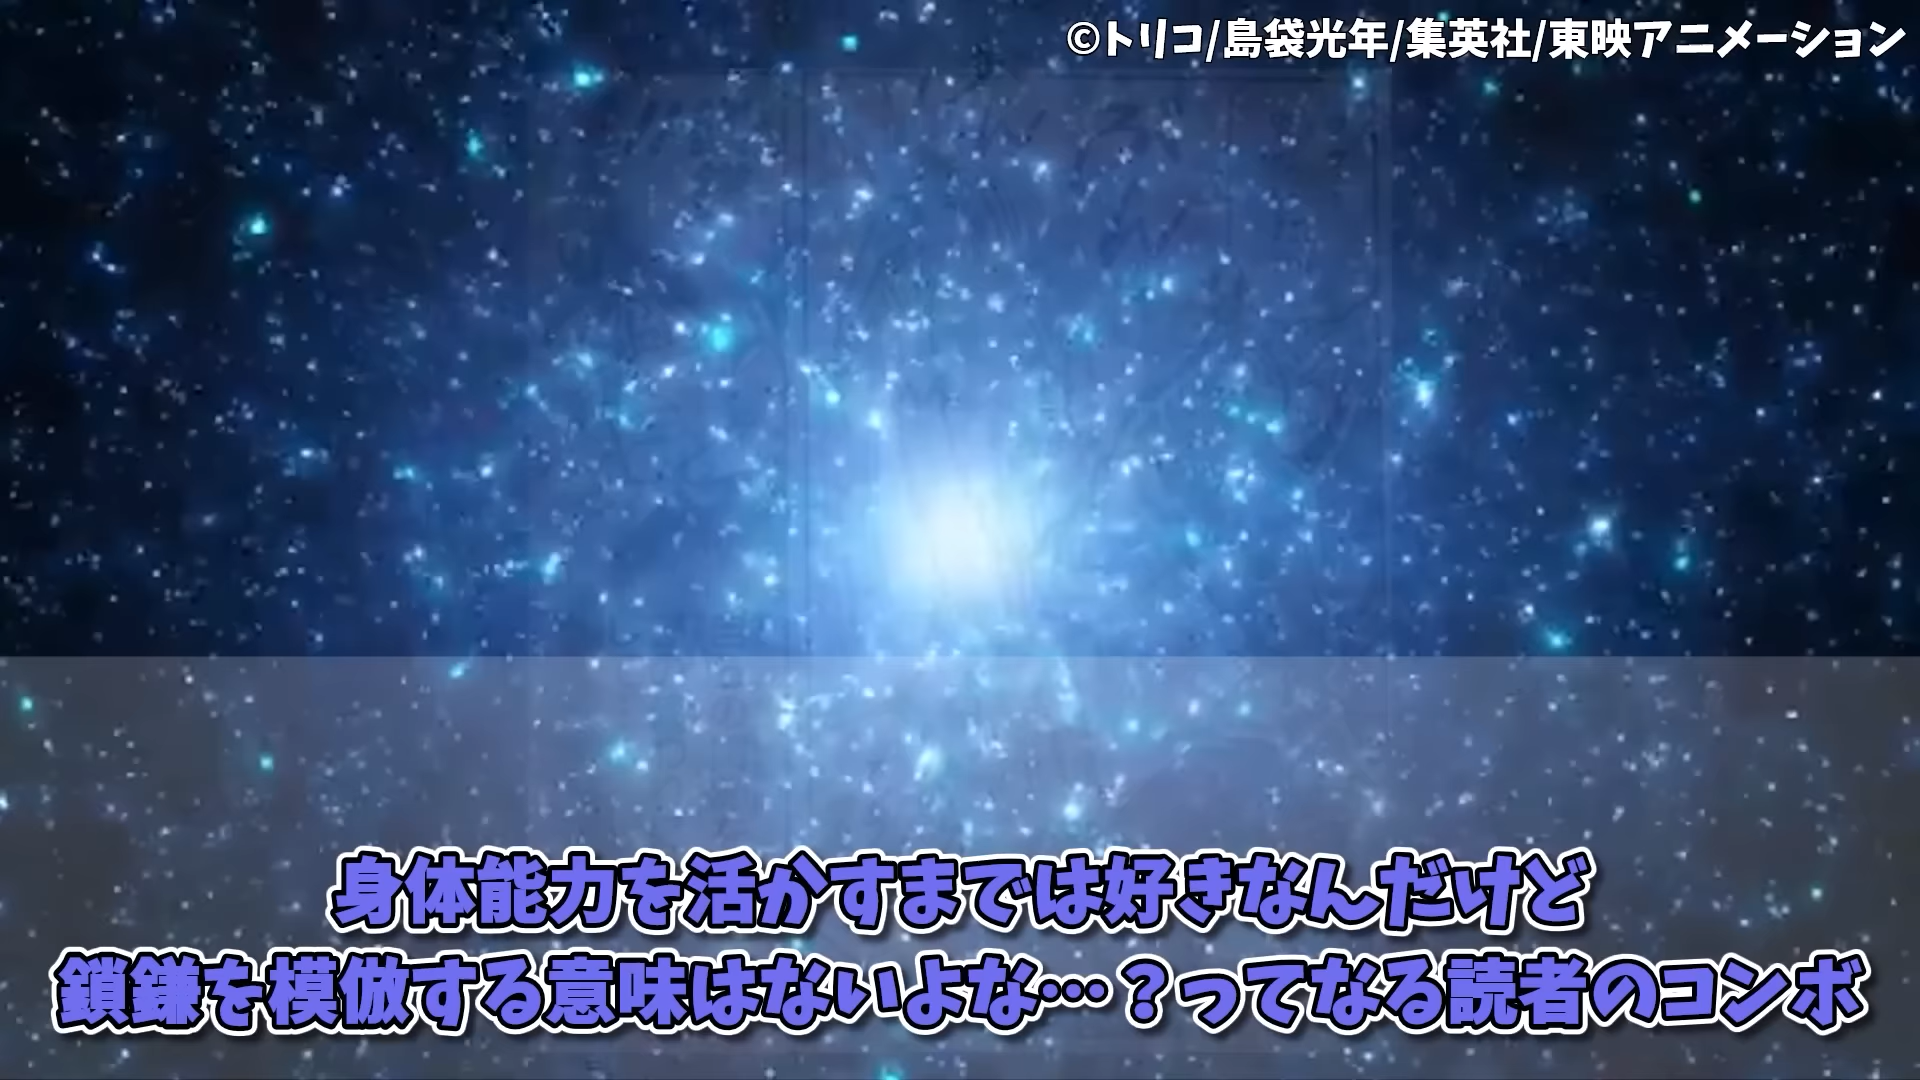 ©トリコ/島袋光年/集英社/東映アニメーション
身体能力を活かすまでは好きなんだけど
鎖鎌を模倣する意味はないよな…？ってなる読者のコンボ